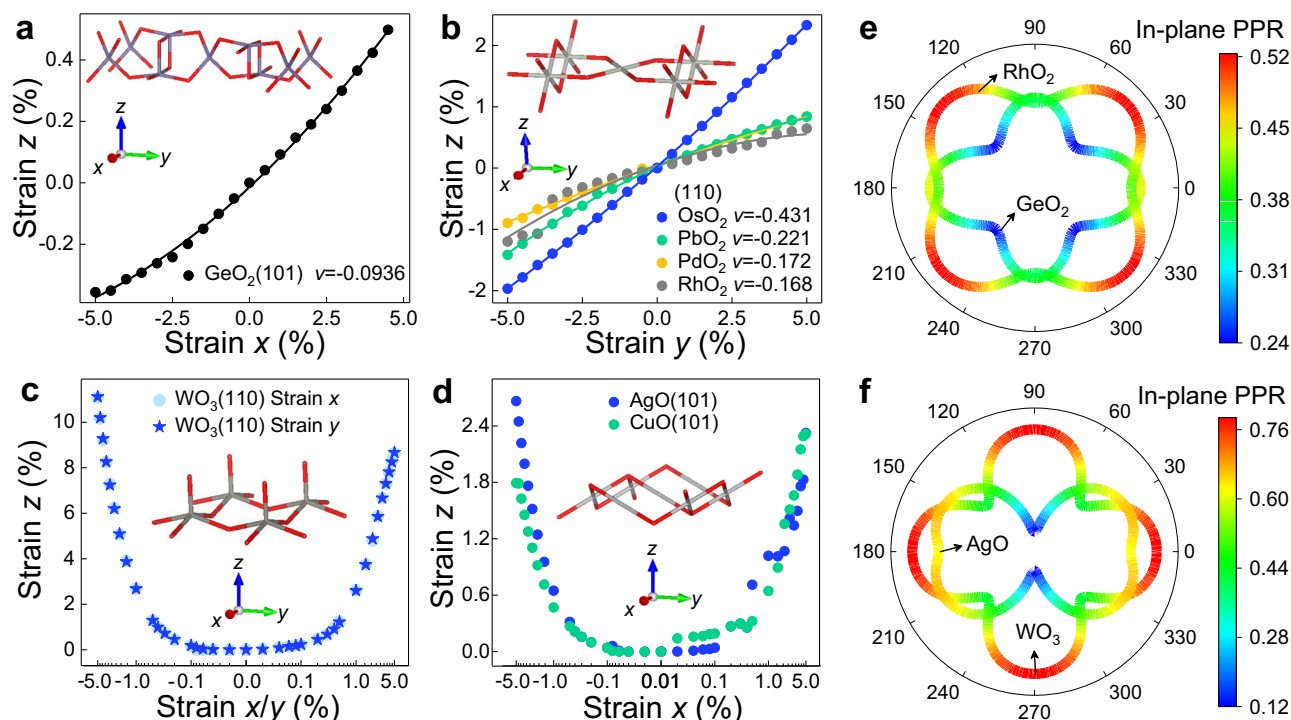 a
Strain z (%)
0.4
0.2
0.0
-0.2
z
x
y
GeO2(101) v=-0.0936
-5.0 -2.5 0.0 2.5 5.0
Strain x (%)
b
Strain z (%)
2
1
0
-1
-2
z
x
y
(110)
OsO2 v=-0.431
PbO2 v=-0.221
PdO2 v=-0.172
RhO2 v=-0.168
-5.0 -2.5 0.0 2.5 5.0
Strain y (%)
c
Strain z (%)
10
8
6
4
2
0
WO3(110) Strain x
WO3(110) Strain y
z
x
y
-5.0 -1.0 -0.1 0.0 0.1 1.0 5.0
Strain x/y (%)
d
Strain z (%)
2.4
1.6
0.8
0.0
AgO(101)
CuO(101)
z
x
y
-5.0 -1.0 -0.1 0.01 0.1 1.0 5.0
Strain x (%)
e
In-plane PPR
90
120 60
150 30
180 0
210 330
240 300
270
RhO2
GeO2
0.52
0.45
0.38
0.31
0.24
f
In-plane PPR
90
120 60
150 30
180 0
210 330
240 300
270
AgO
WO3
0.76
0.60
0.44
0.28
0.12